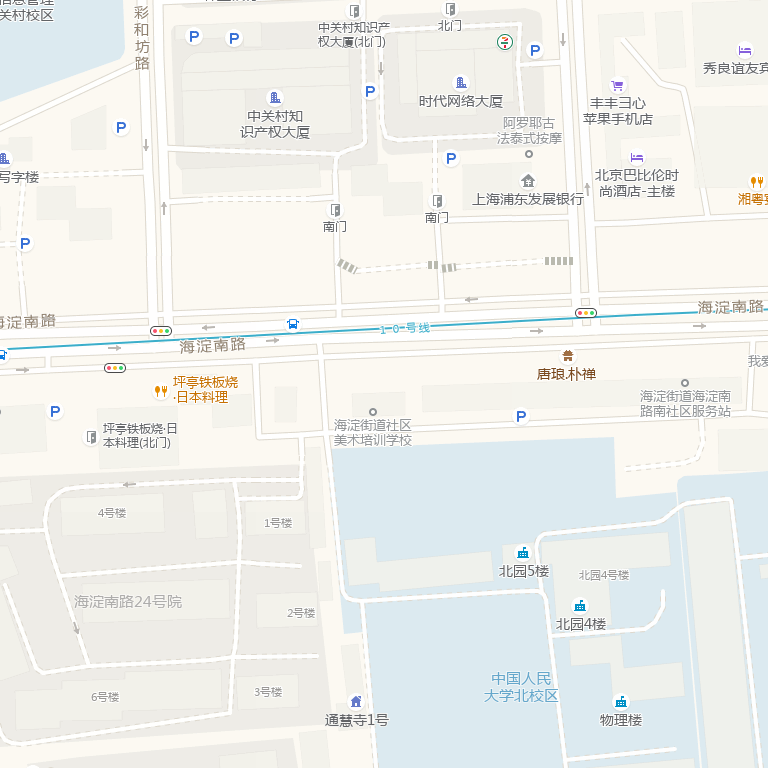 关村校区
彩和坊路
中关村知识产
权大厦(北门)
北门
P
P
P
秀良谊友宾
P
时代网络大厦
丰丰彐心
苹果手机店
中关村知
识产权大厦
P
阿罗耶古
法泰式按摩
写字楼
P
北京巴比伦时
尚酒店-主楼
上海浦东发展银行
湘粤宾
南门
南门
P
海淀南路
10号线
海淀南路
海淀南路
我爱
唐琅.朴禅
坪亭铁板烧
·日本料理
P
海淀街道海淀南
路南社区服务站
P
海淀街道社区
美术培训学校
坪亭铁板烧·日
本料理(北门)
4号楼
1号楼
北园5楼
北园4号楼
海淀南路24号院
2号楼
北园4楼
中国人民
大学北校区
6号楼
3号楼
通慧寺1号
物理楼